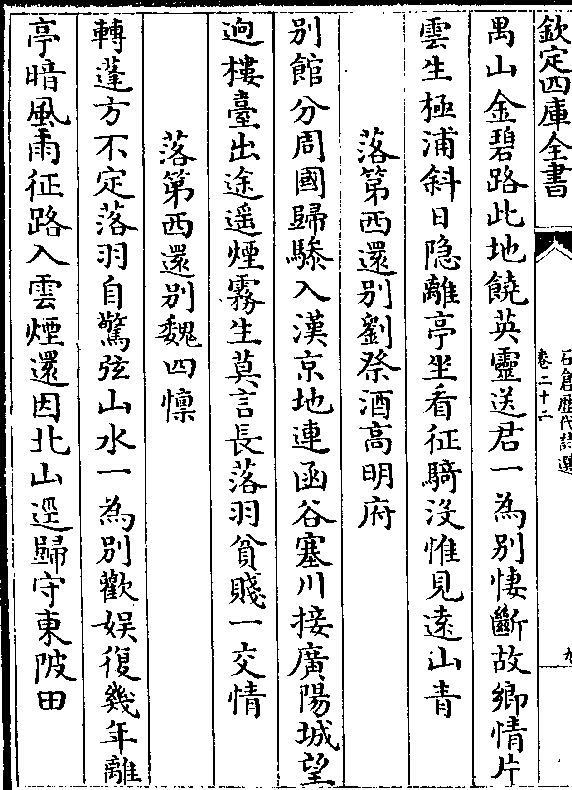 欽定四庫全書
石倉歷代詩選
卷二十二
九
禺山金碧路此地饒英靈送君一為別悽斷故鄉情片
雲生極浦斜日隐離亭坐看征騎沒惟見逺山青
落第西還别劉祭酒高明府
别館分周國歸驂入漢京地連函谷塞川接廣陽城望
逈樓臺出途遥煙霧生莫言長落羽貧賤一交情
落第西還别魏四懍
轉蓬方不定落羽自驚弦山水一為别歡娱復幾年離
亭暗風雨征路入雲煙還因北山逕歸守東陂田